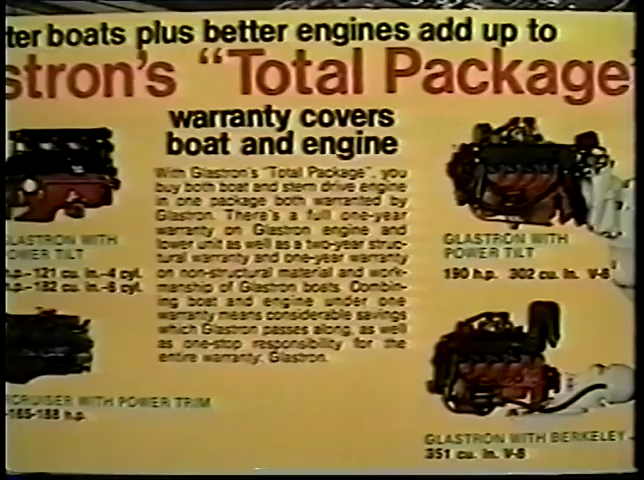 ter boats plus better engines add up to
stron's "Total Package"
warranty covers
boat and engine
With Glastron's "Total Package", you
buy both boat and stern drive engine
in one package both warranted by
Glastron. There's a full one-year
warranty on Glastron engine and
lower unit as well as a two-year struc-
tural warranty and one-year warranty
on non-structural material and work-
manship of Glastron boats. Combin-
ing boat and engine under one
warranty means considerable savings
which Glastron passes along, as well
as one-stop responsibility for the
entire warranty: Glastron.
GLASTRON WITH
POWER TILT
h.p.-121 cu. in.-4 cyl.
h.p.-182 cu. in.-6 cyl.
GLASTRON WITH
POWER TILT
190 h.p. 302 cu. in. V-8
CRUISER WITH POWER TRIM
-165-188 h.p.
GLASTRON WITH BERKELEY
351 cu. in. V-8